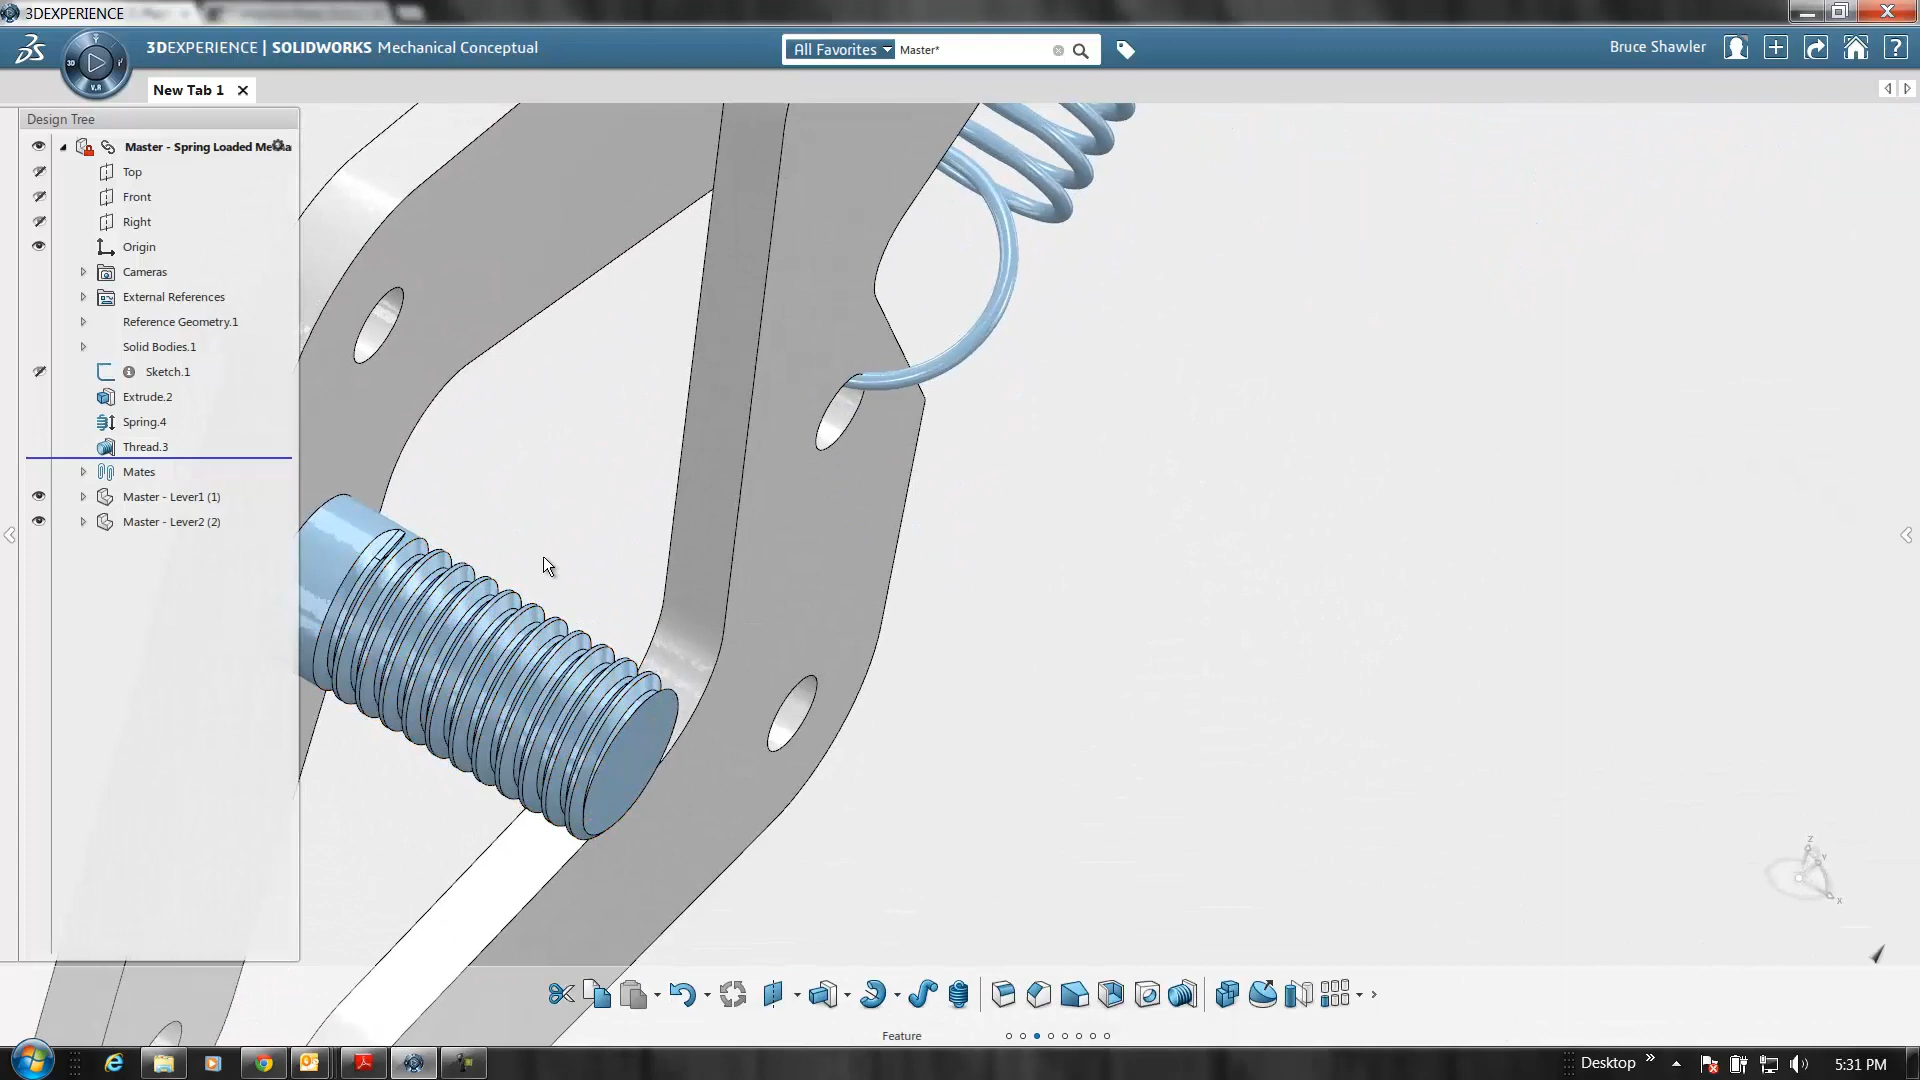 3DEXPERIENCE
3DEXPERIENCE | SOLIDWORKS Mechanical Conceptual
All Favorites
Master*
Bruce Shawler
3D
V.R
New Tab 1
Design Tree
Master - Spring Loaded
Top
Front
Right
Origin
Cameras
External References
Reference Geometry.1
Solid Bodies.1
Sketch.1
Extrude.2
Spring.4
Thread.3
Mates
Master - Lever1 (1)
Master - Lever2 (2)
Z
Y
X
Feature
Desktop
5:31 PM